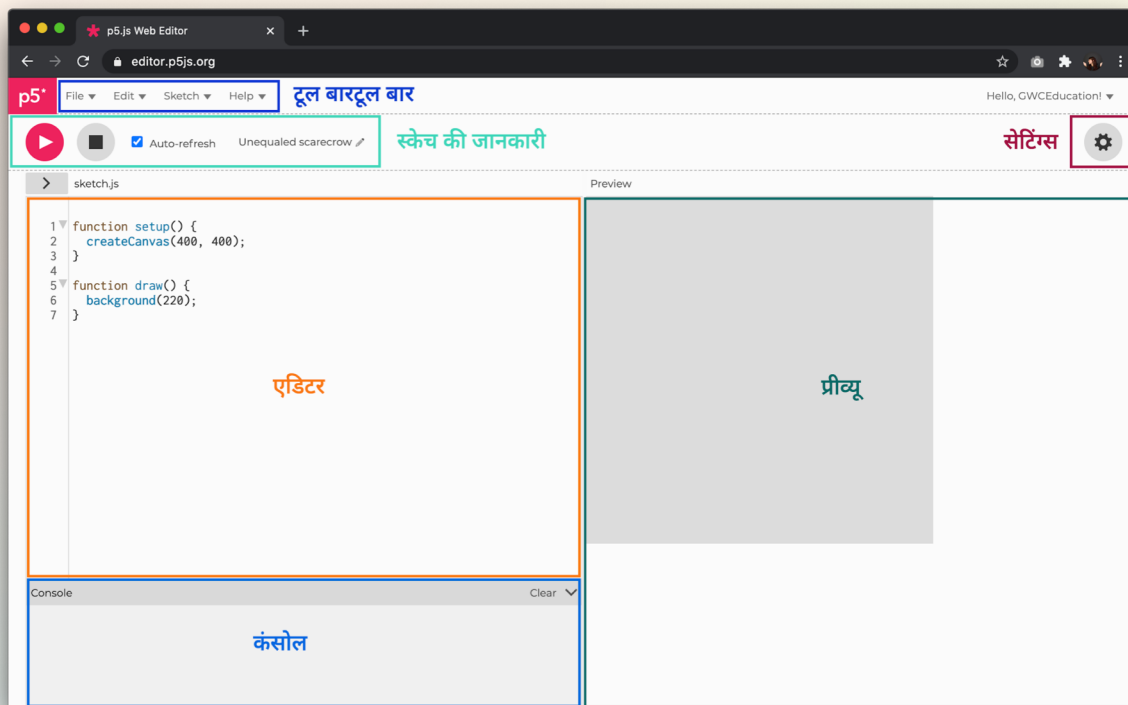 p5.js Web Editor
editor.p5js.org
p5* File Edit Sketch Help टूल बारटूल बार Hello, GWCEducation!
Auto-refresh Unequaled scarecrow स्केच की जानकारी सेटिंग्स
sketch.js Preview
1 function setup() {
2 createCanvas(400, 400);
3 }
4
5 function draw() {
6 background(220);
7 }
एडिटर प्रीव्यू
Console Clear
कंसोल